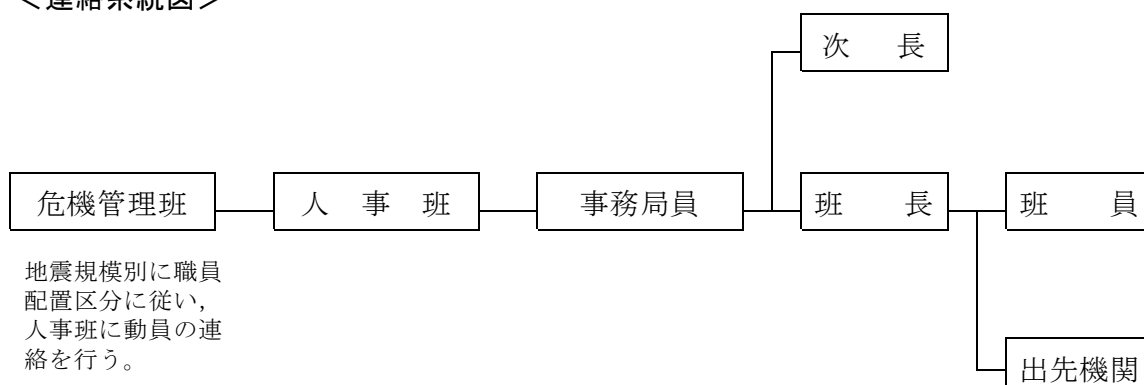 ＜連絡系統図＞
次　長
危機管理班
人　事　班
事務局員
班　長
班　員
地震規模別に職員
配置区分に従い，
人事班に動員の連
絡を行う。
出先機関